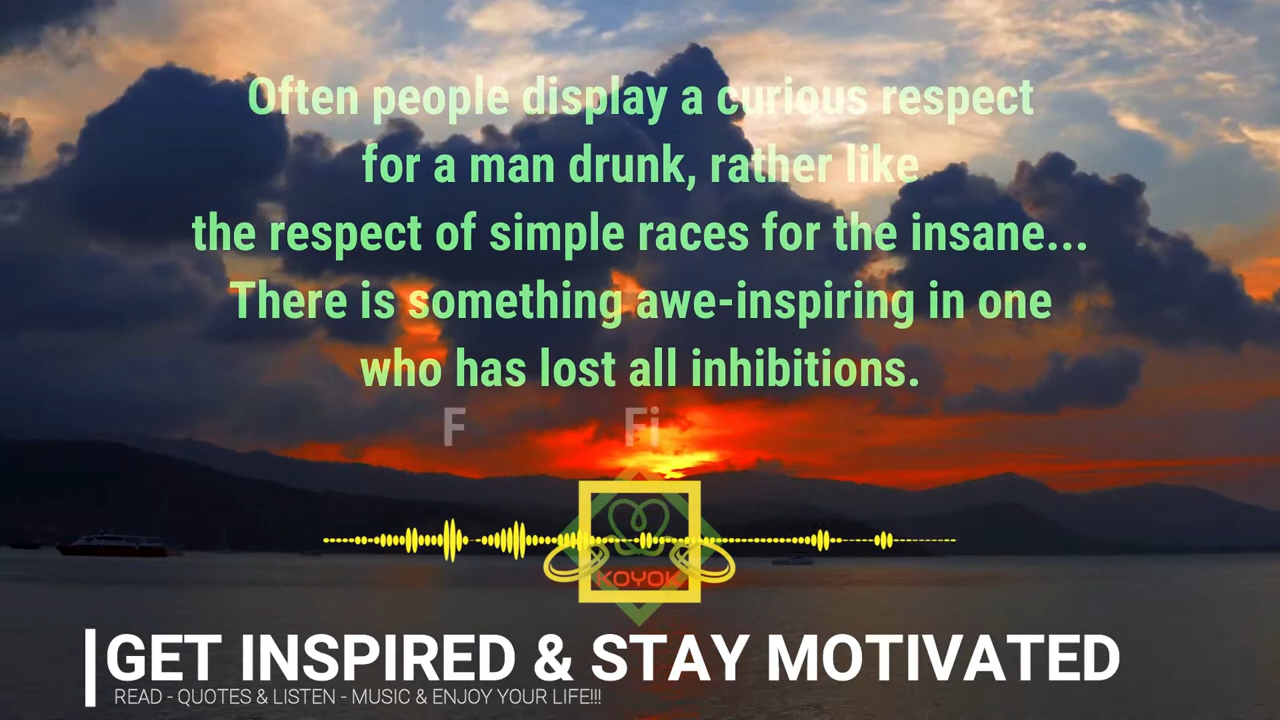 Often people display a curious respect
for a man drunk, rather like
the respect of simple races for the insane...
There is something awe-inspiring in one
who has lost all inhibitions.
F Fi
KOYOK
GET INSPIRED & STAY MOTIVATED
READ - QUOTES & LISTEN - MUSIC & ENJOY YOUR LIFE!!!